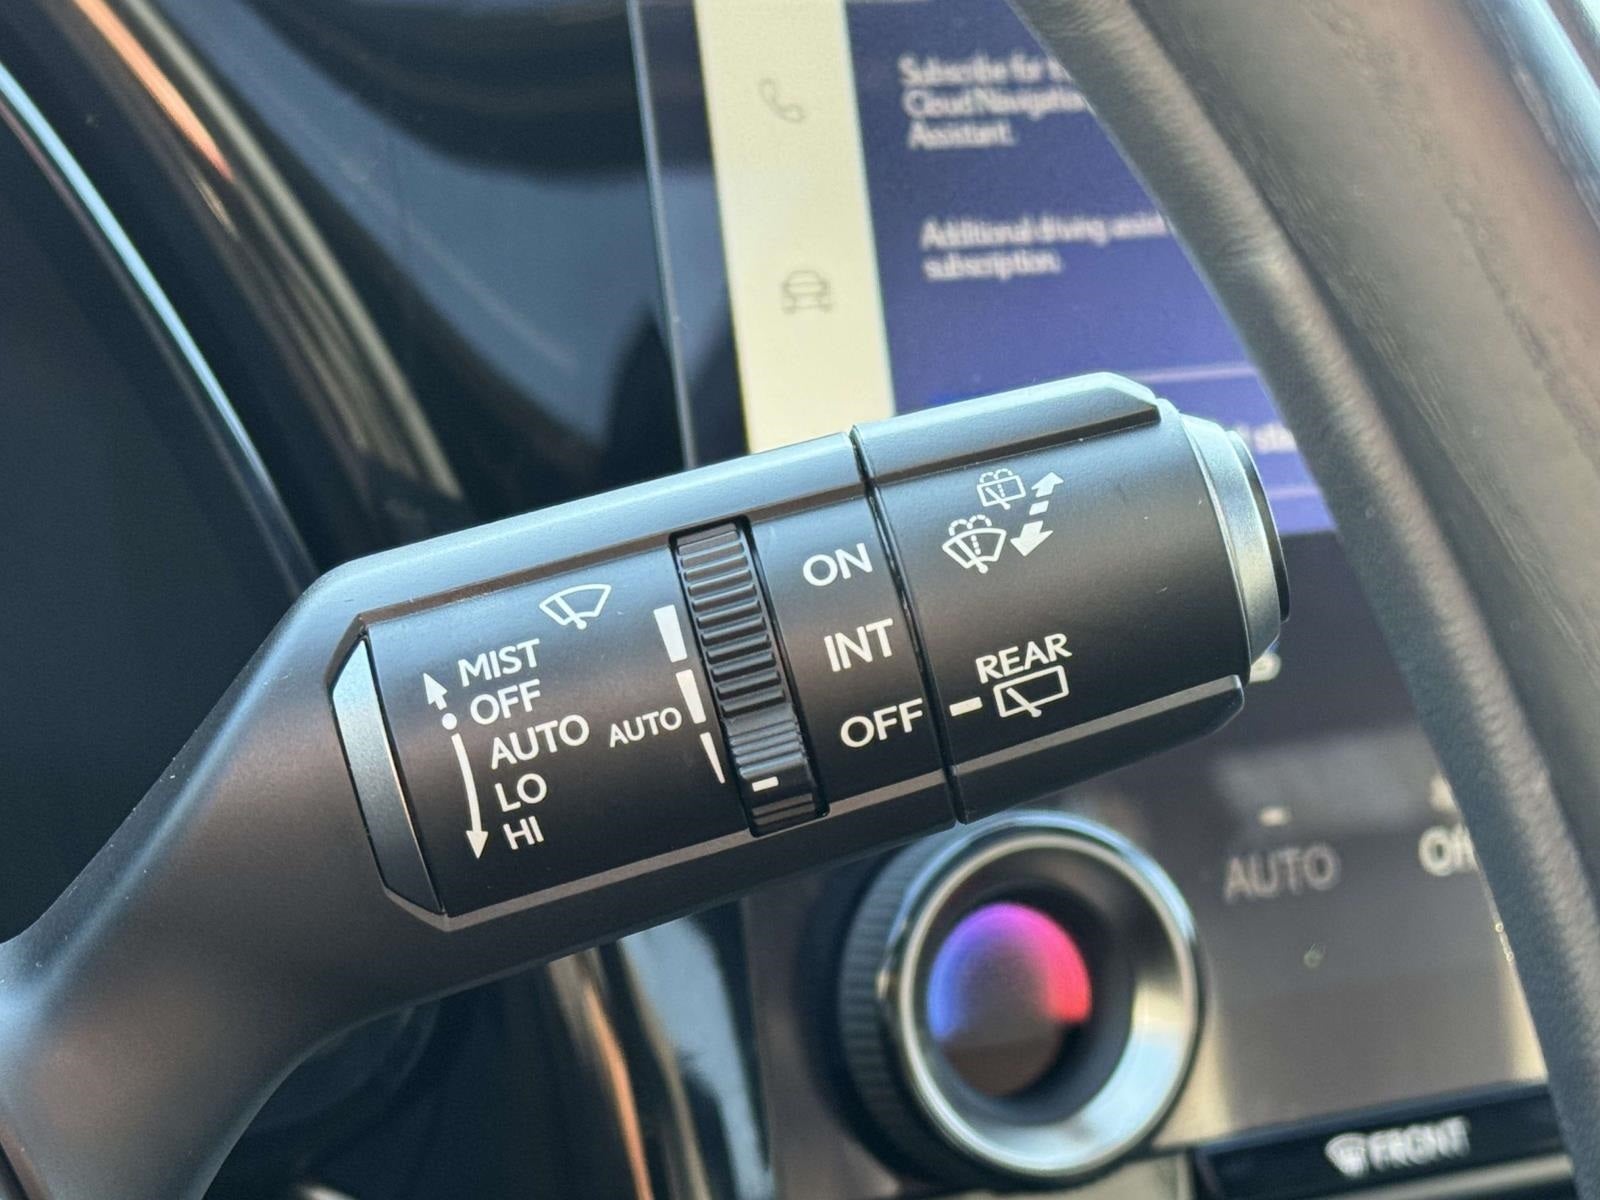 Subscribe for
Cloud Navigation
Assistant.
Additional driving
subscription.
MIST
OFF
AUTO
LO
HI
AUTO
ON
INT
OFF
REAR
AUTO
FRONT